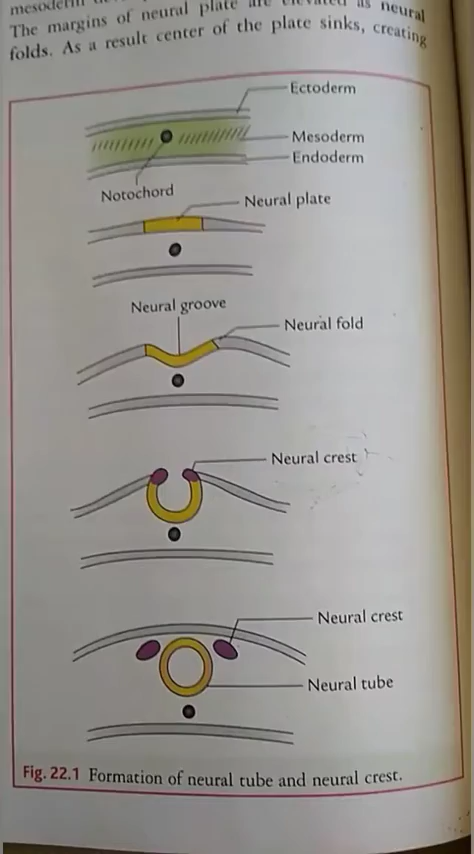 The margins of neural plate are elevated as neural
folds. As a result center of the plate sinks, creating
Ectoderm
Mesoderm
Endoderm
Notochord
Neural plate
Neural groove
Neural fold
Neural crest
Neural crest
Neural tube
Fig. 22.1 Formation of neural tube and neural crest.